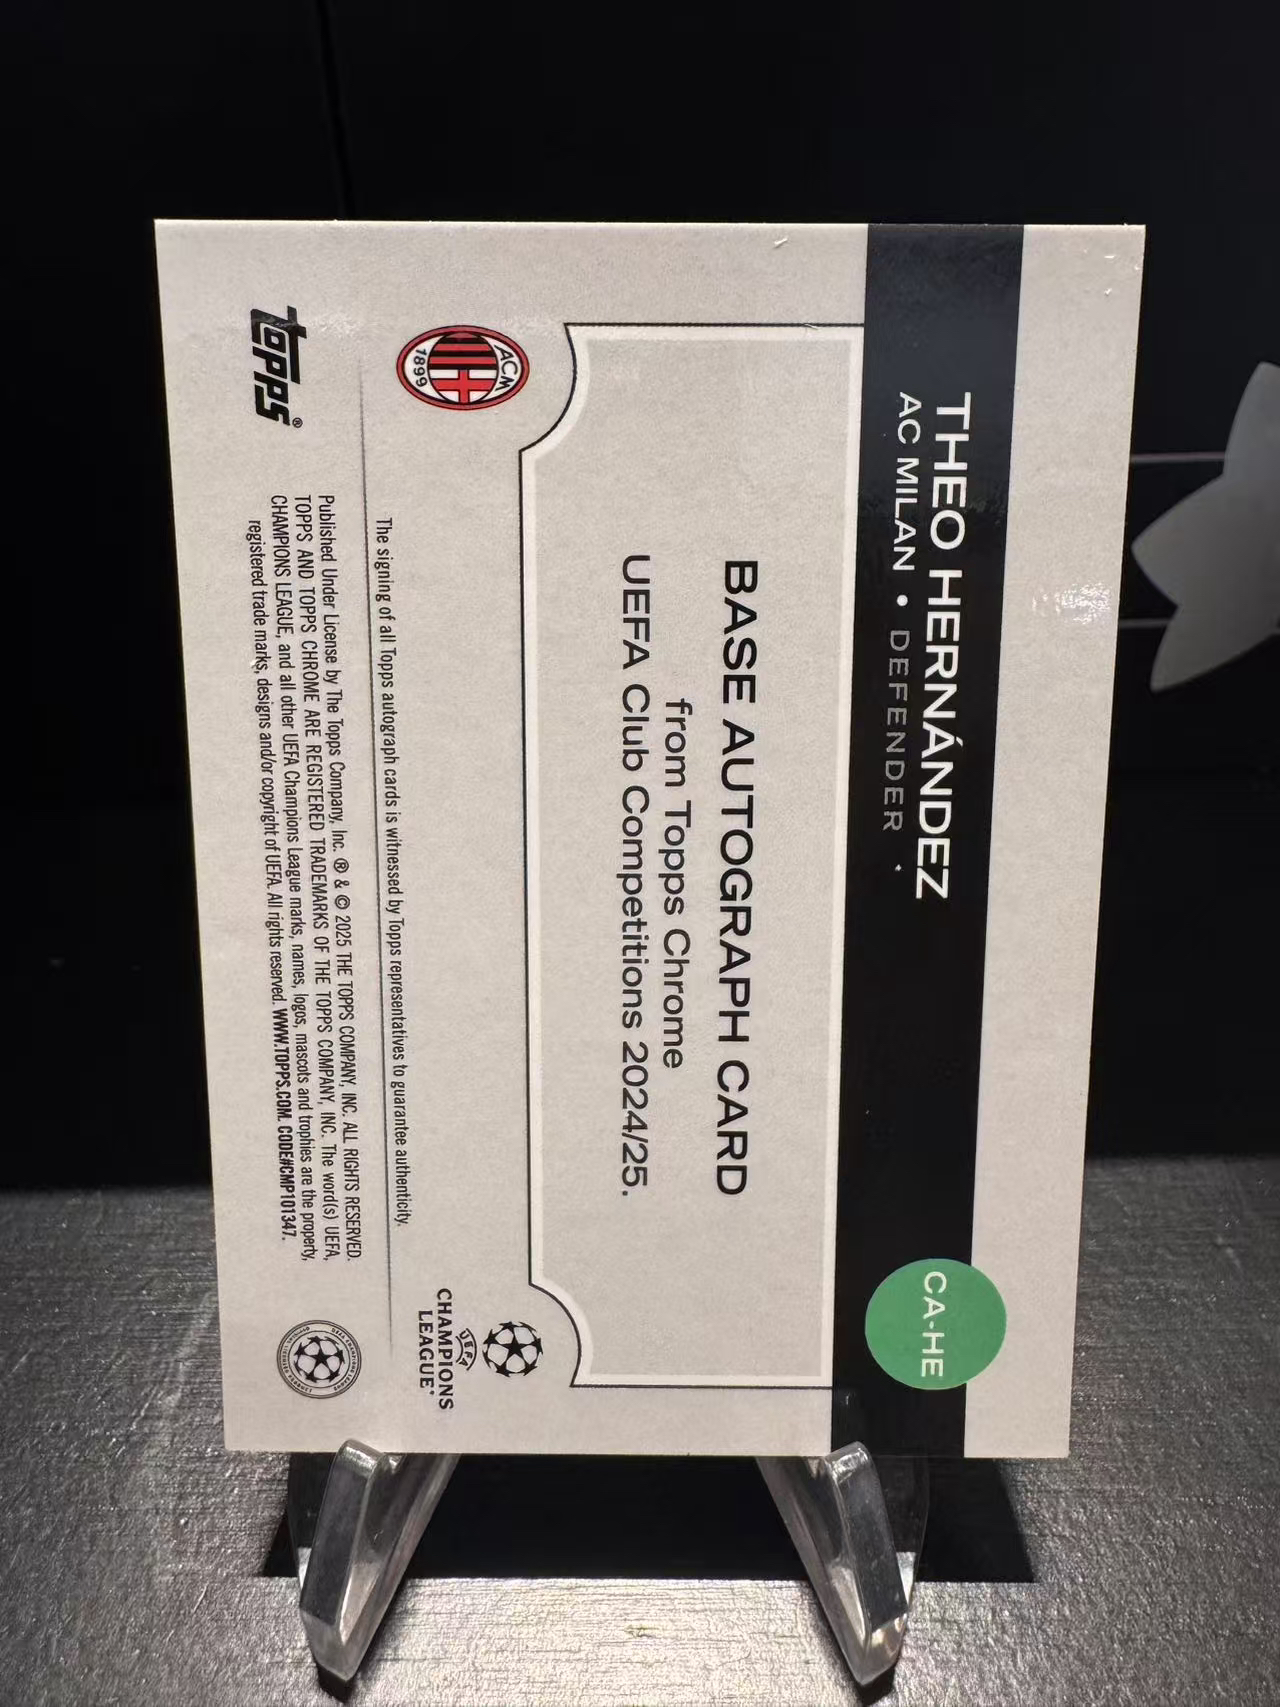 THEO HERNÁNDEZ
AC MILAN • DEFENDER
CA-HE
BASE AUTOGRAPH CARD
from Topps Chrome
UEFA Club Competitions 2024/25.
ACM
1899
UEFA
CHAMPIONS
LEAGUE®
The signing of all Topps autograph cards is witnessed by Topps representatives to guarantee authenticity.
topps®
Published Under License by The Topps Company, Inc. ® & © 2025 THE TOPPS COMPANY, INC. ALL RIGHTS RESERVED.
TOPPS AND TOPPS CHROME ARE REGISTERED TRADEMARKS OF THE TOPPS COMPANY, INC. The word(s) UEFA,
CHAMPIONS LEAGUE, and all other UEFA Champions League marks, names, logos, mascots and trophies are the property,
registered trade marks, designs and/or copyright of UEFA. All rights reserved. WWW.TOPPS.COM. CODE#CMP101347.